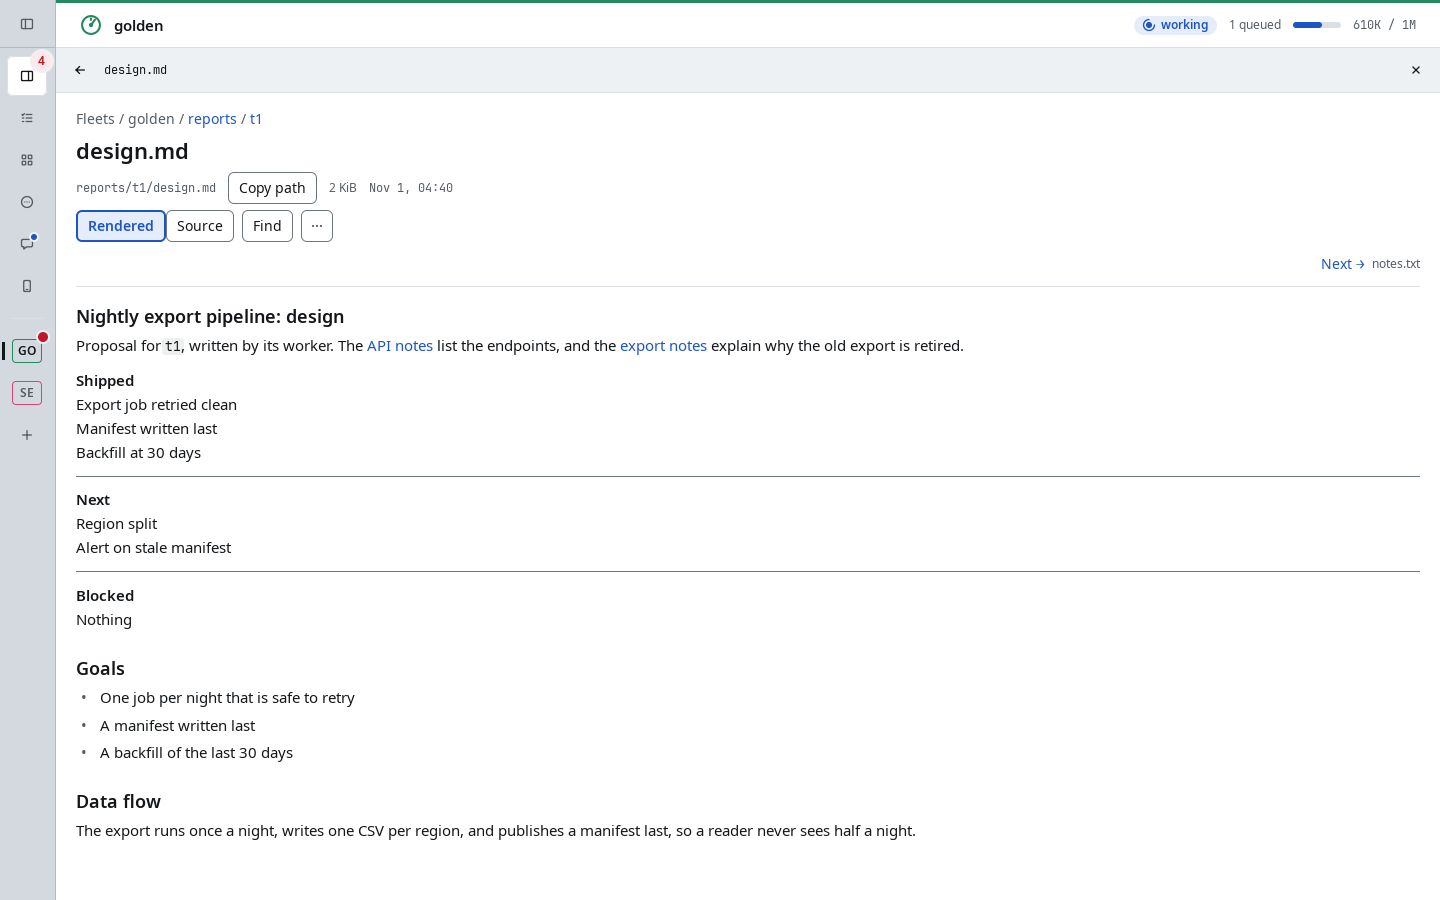 golden
working
1 queued
610K / 1M
4
design.md
Fleets / golden / reports / t1
design.md
reports/t1/design.md
Copy path
2 KiB
Nov 1, 04:40
Rendered
Source
Find
···
Next → notes.txt
GO
SE
Nightly export pipeline: design
Proposal for t1, written by its worker. The API notes list the endpoints, and the export notes explain why the old export is retired.
Shipped
Export job retried clean
Manifest written last
Backfill at 30 days
Next
Region split
Alert on stale manifest
Blocked
Nothing
Goals
• One job per night that is safe to retry
• A manifest written last
• A backfill of the last 30 days
Data flow
The export runs once a night, writes one CSV per region, and publishes a manifest last, so a reader never sees half a night.